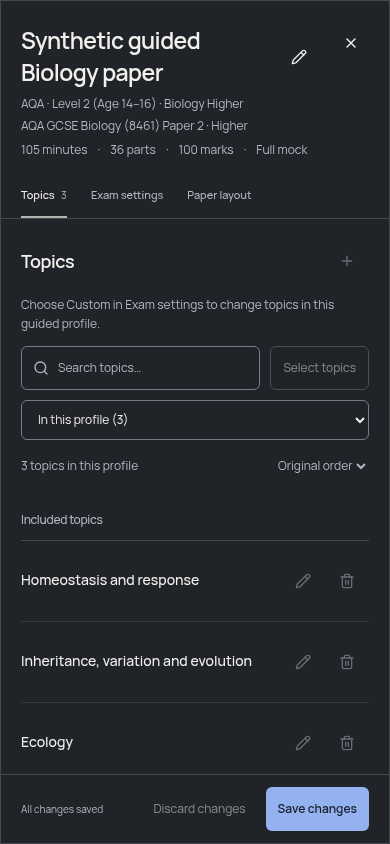 Synthetic guided
Biology paper
AQA · Level 2 (Age 14–16) · Biology Higher
AQA GCSE Biology (8461) Paper 2 · Higher
105 minutes · 36 parts · 100 marks · Full mock
Topics 3 Exam settings Paper layout
Topics
Choose Custom in Exam settings to change topics in this
guided profile.
Search topics… Select topics
In this profile (3)
3 topics in this profile Original order
Included topics
Homeostasis and response
Inheritance, variation and evolution
Ecology
All changes saved Discard changes Save changes